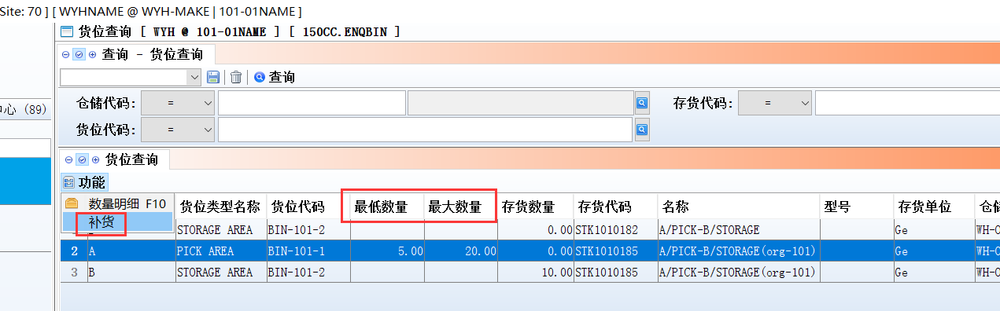 Site: 70 ] [ WYHNAME @ WYH-MAKE | 101-01NAME ]
货位查询 [ WYH @ 101-01NAME ] [ 150CC.ENQBIN ]
查询 - 货位查询
查询
仓储代码: = 存货代码: =
货位代码: =
心 (89)
货位查询
功能
数量明细 F10
补货
货位类型名称 货位代码 最低数量 最大数量 存货数量 存货代码 名称 型号 存货单位 仓储
STORAGE AREA BIN-101-2 0.00 STK1010182 A/PICK-B/STORAGE Ge WH-
2 A PICK AREA BIN-101-1 5.00 20.00 0.00 STK1010185 A/PICK-B/STORAGE(org-101) Ge WH-
3 B STORAGE AREA BIN-101-2 10.00 STK1010185 A/PICK-B/STORAGE(org-101) Ge WH-